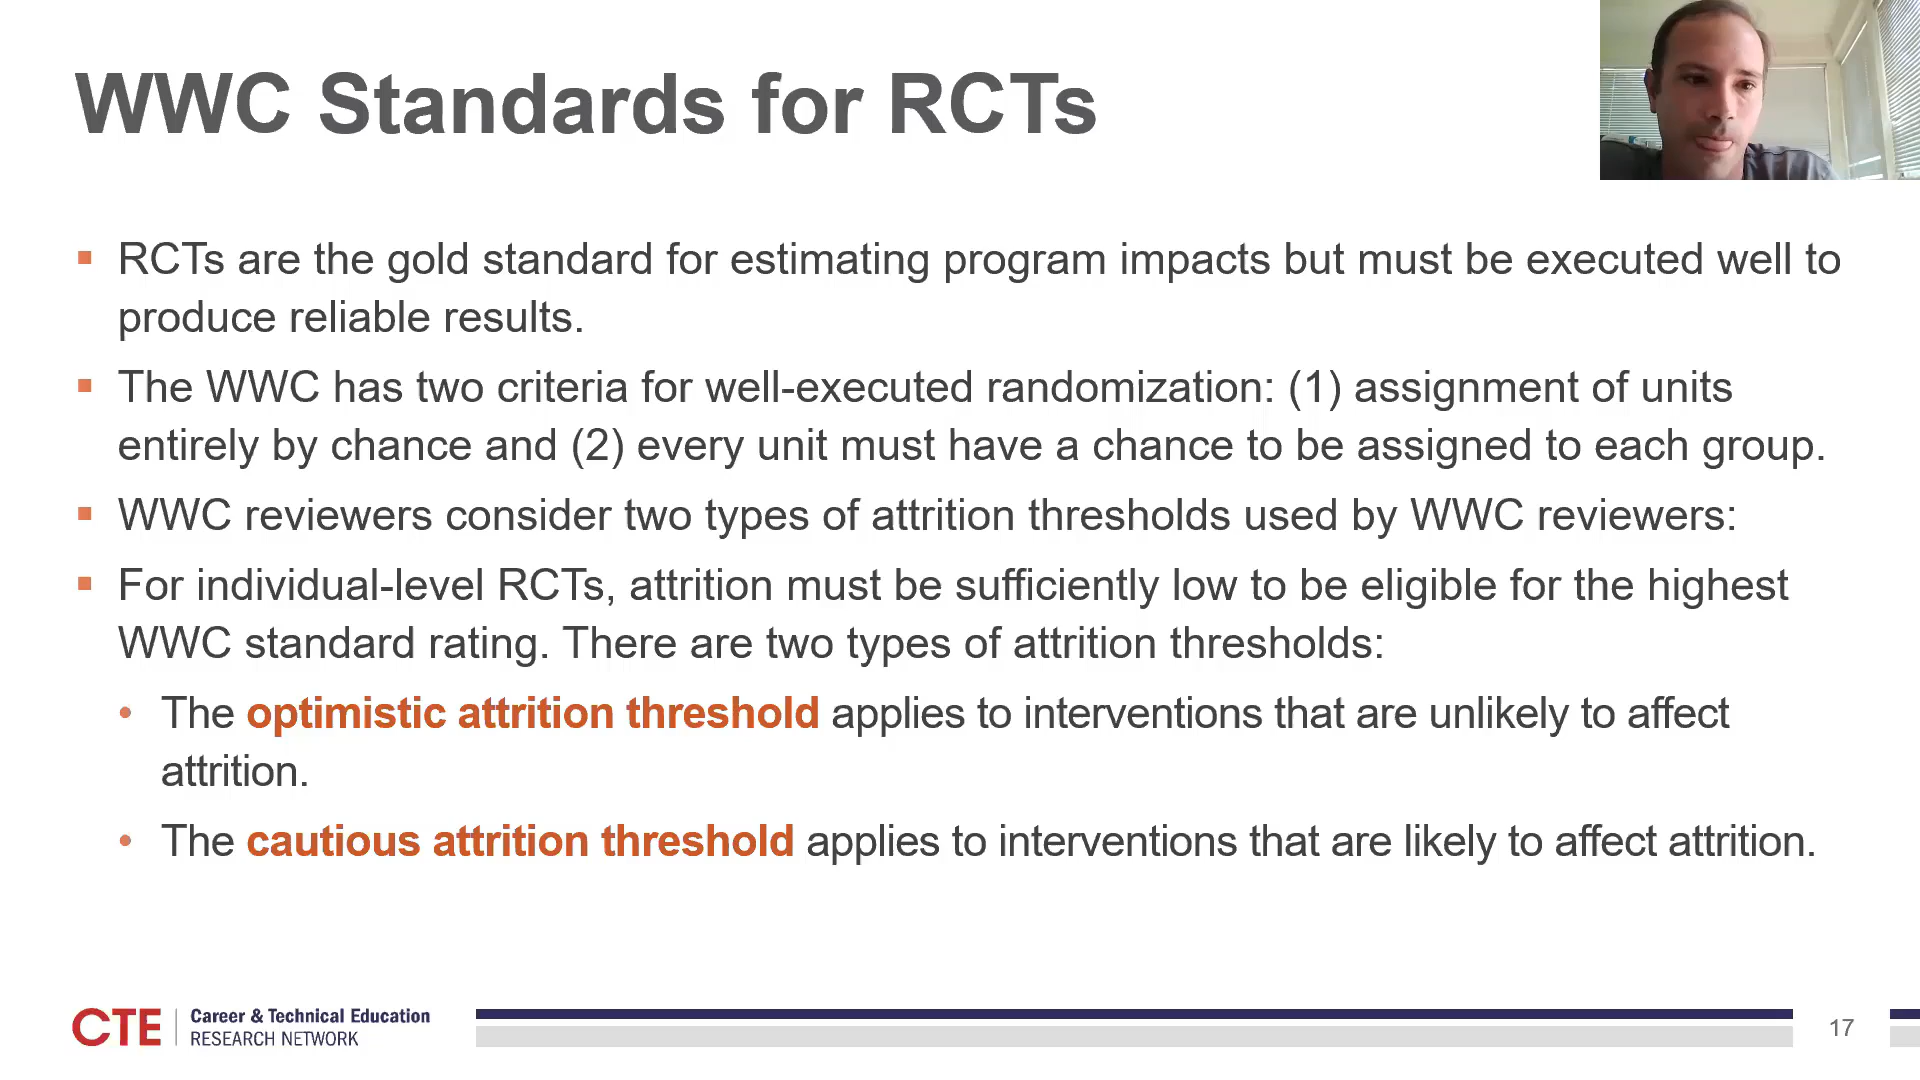 WWC Standards for RCTs
▪ RCTs are the gold standard for estimating program impacts but must be executed well to
produce reliable results.
▪ The WWC has two criteria for well-executed randomization: (1) assignment of units
entirely by chance and (2) every unit must have a chance to be assigned to each group.
▪ WWC reviewers consider two types of attrition thresholds used by WWC reviewers:
▪ For individual-level RCTs, attrition must be sufficiently low to be eligible for the highest
WWC standard rating. There are two types of attrition thresholds:
• The optimistic attrition threshold applies to interventions that are unlikely to affect
attrition.
• The cautious attrition threshold applies to interventions that are likely to affect attrition.
CTE
Career & Technical Education
RESEARCH NETWORK
17